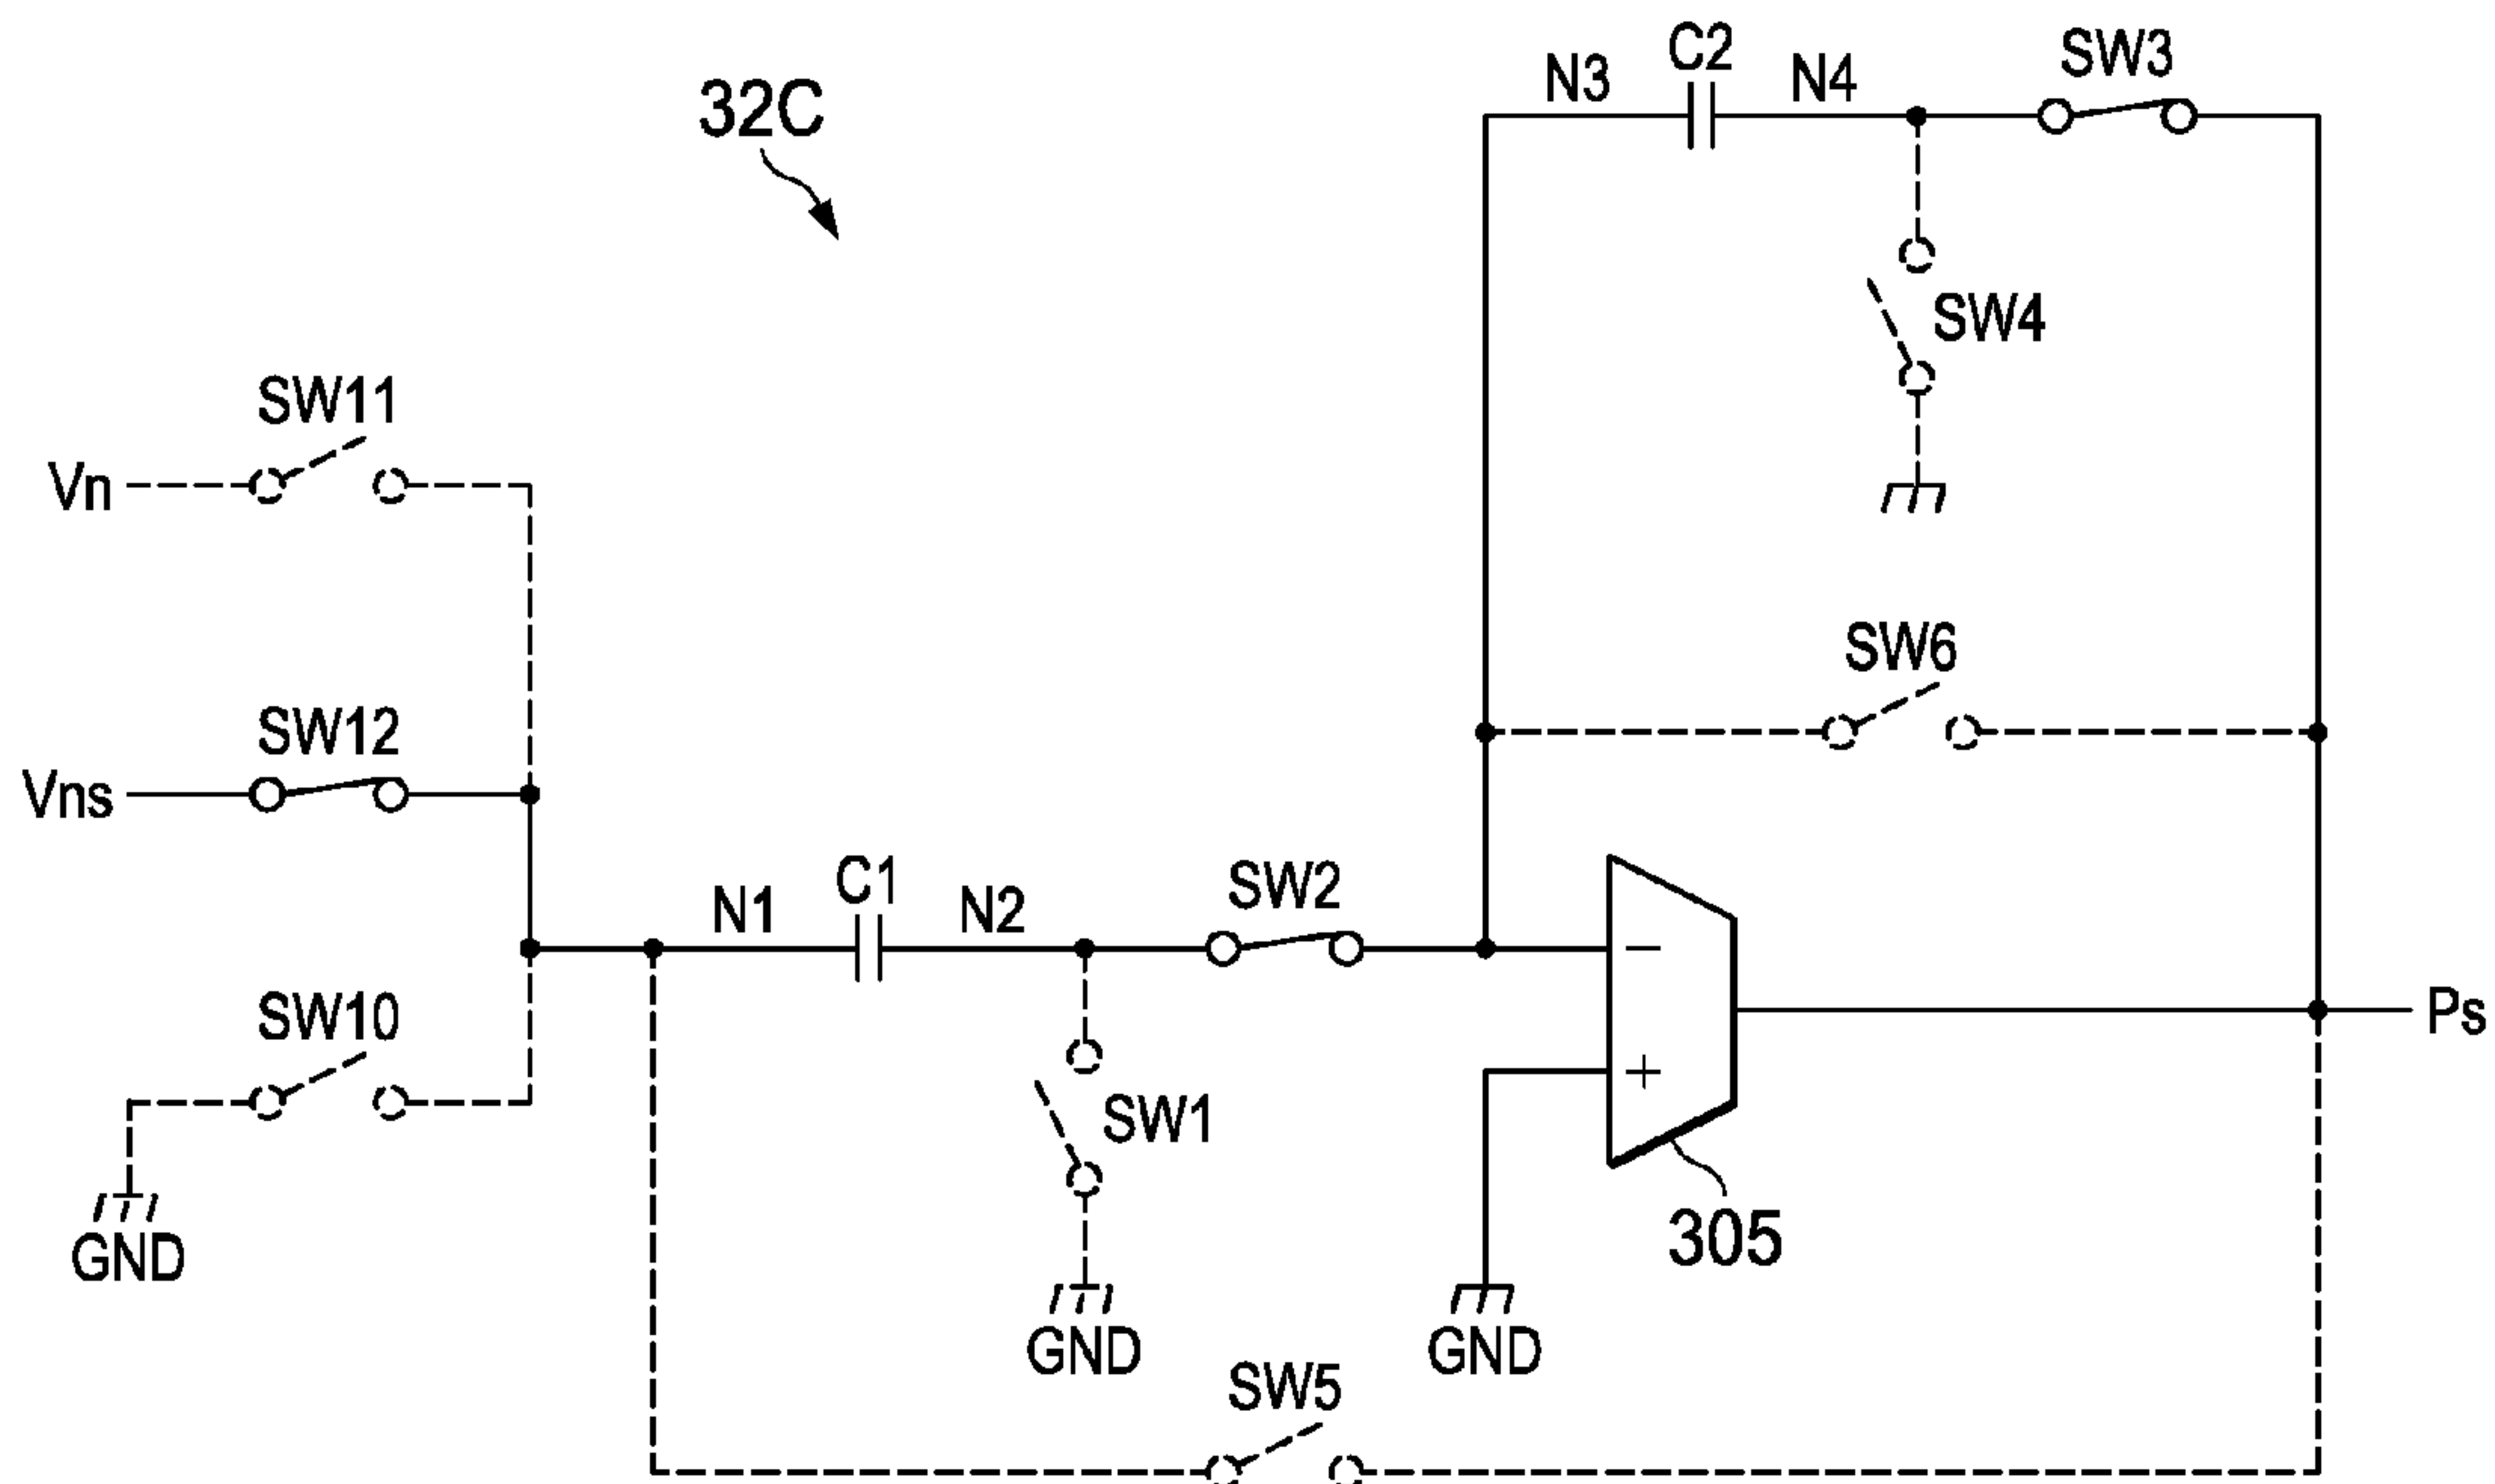 32C
N3
C2
N4
SW3
SW4
SW11
Vn
SW6
SW12
Vns
N1
C1
N2
SW2
−
+
Ps
SW10
GND
SW1
GND
GND
305
SW5